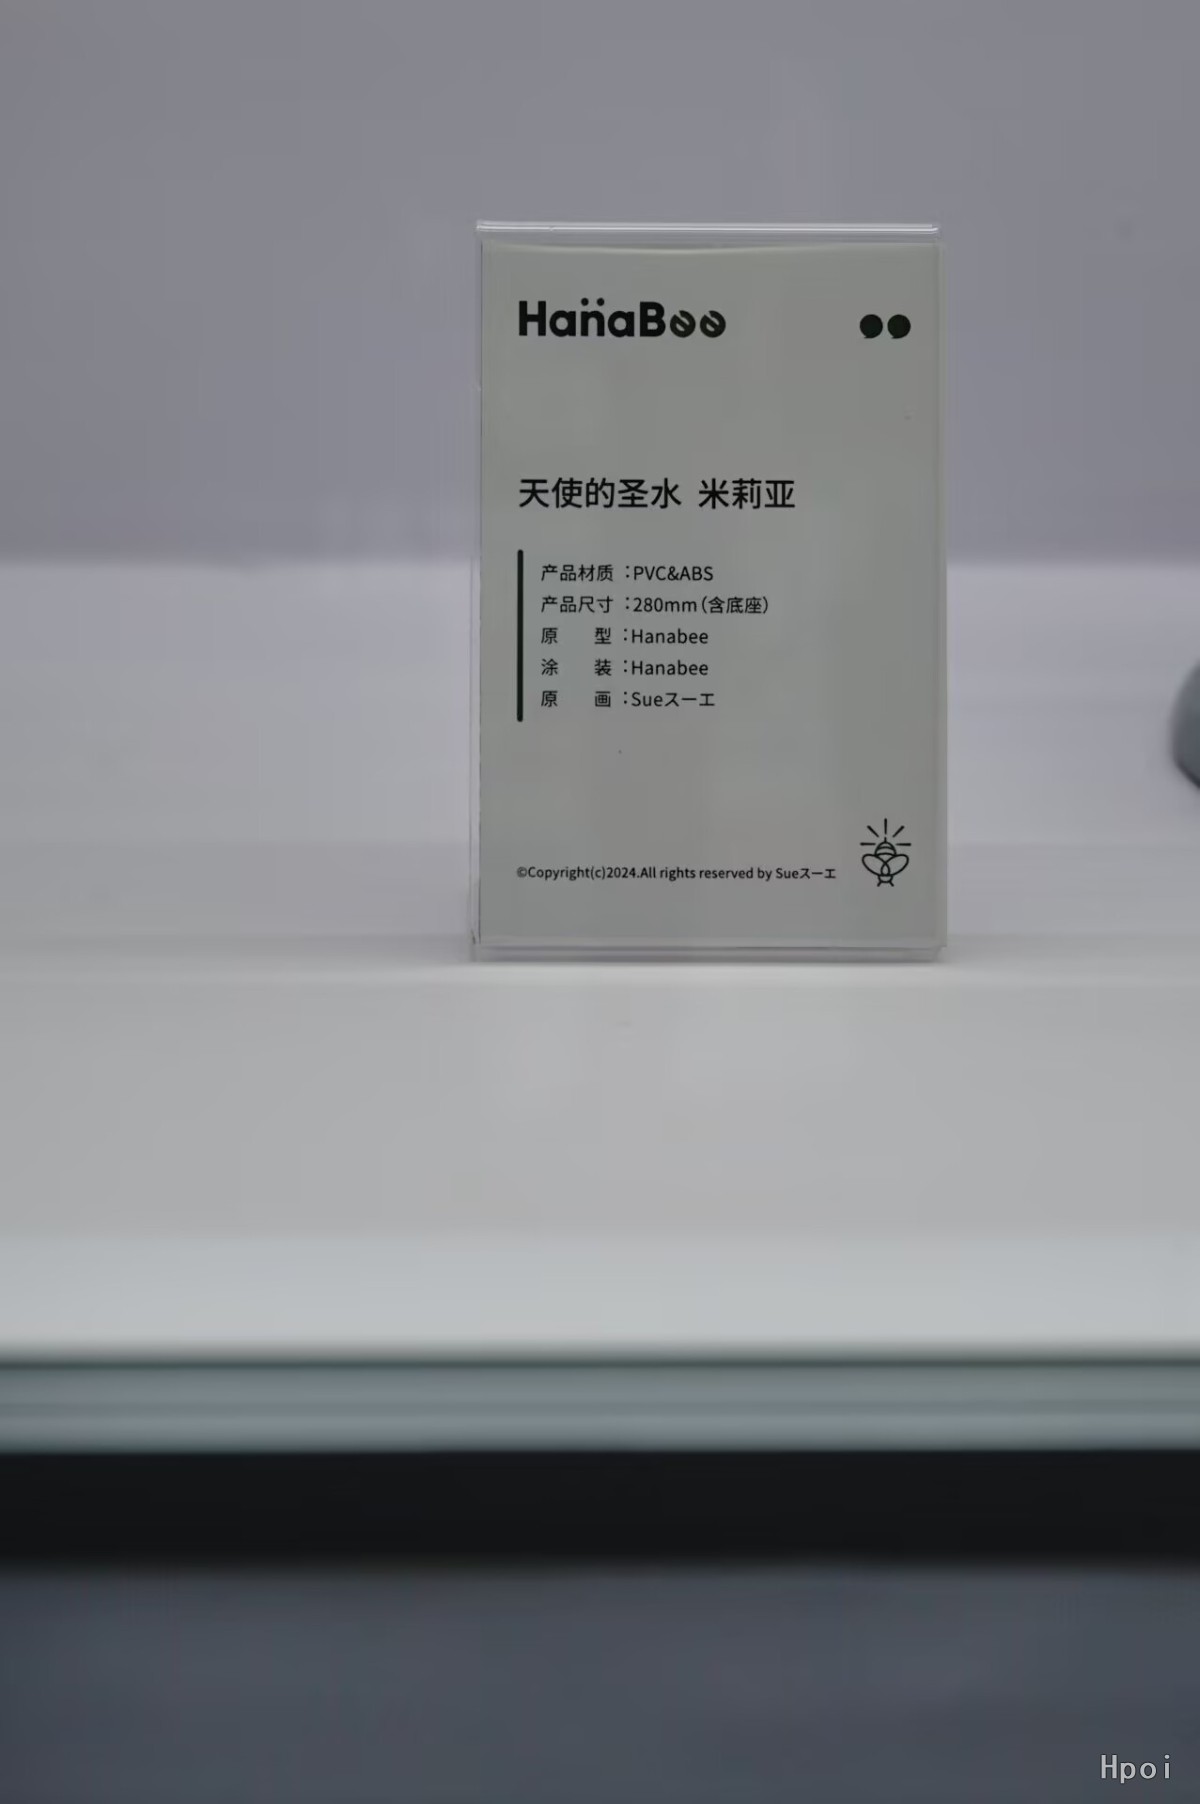 HanaBee
天使的圣水 米莉亚
产品材质：PVC&ABS
产品尺寸：280mm（含底座）
原 型：Hanabee
涂 装：Hanabee
原 画：Sueスーエ
©Copyright(c)2024.All rights reserved by Sueスーエ
Hpoi